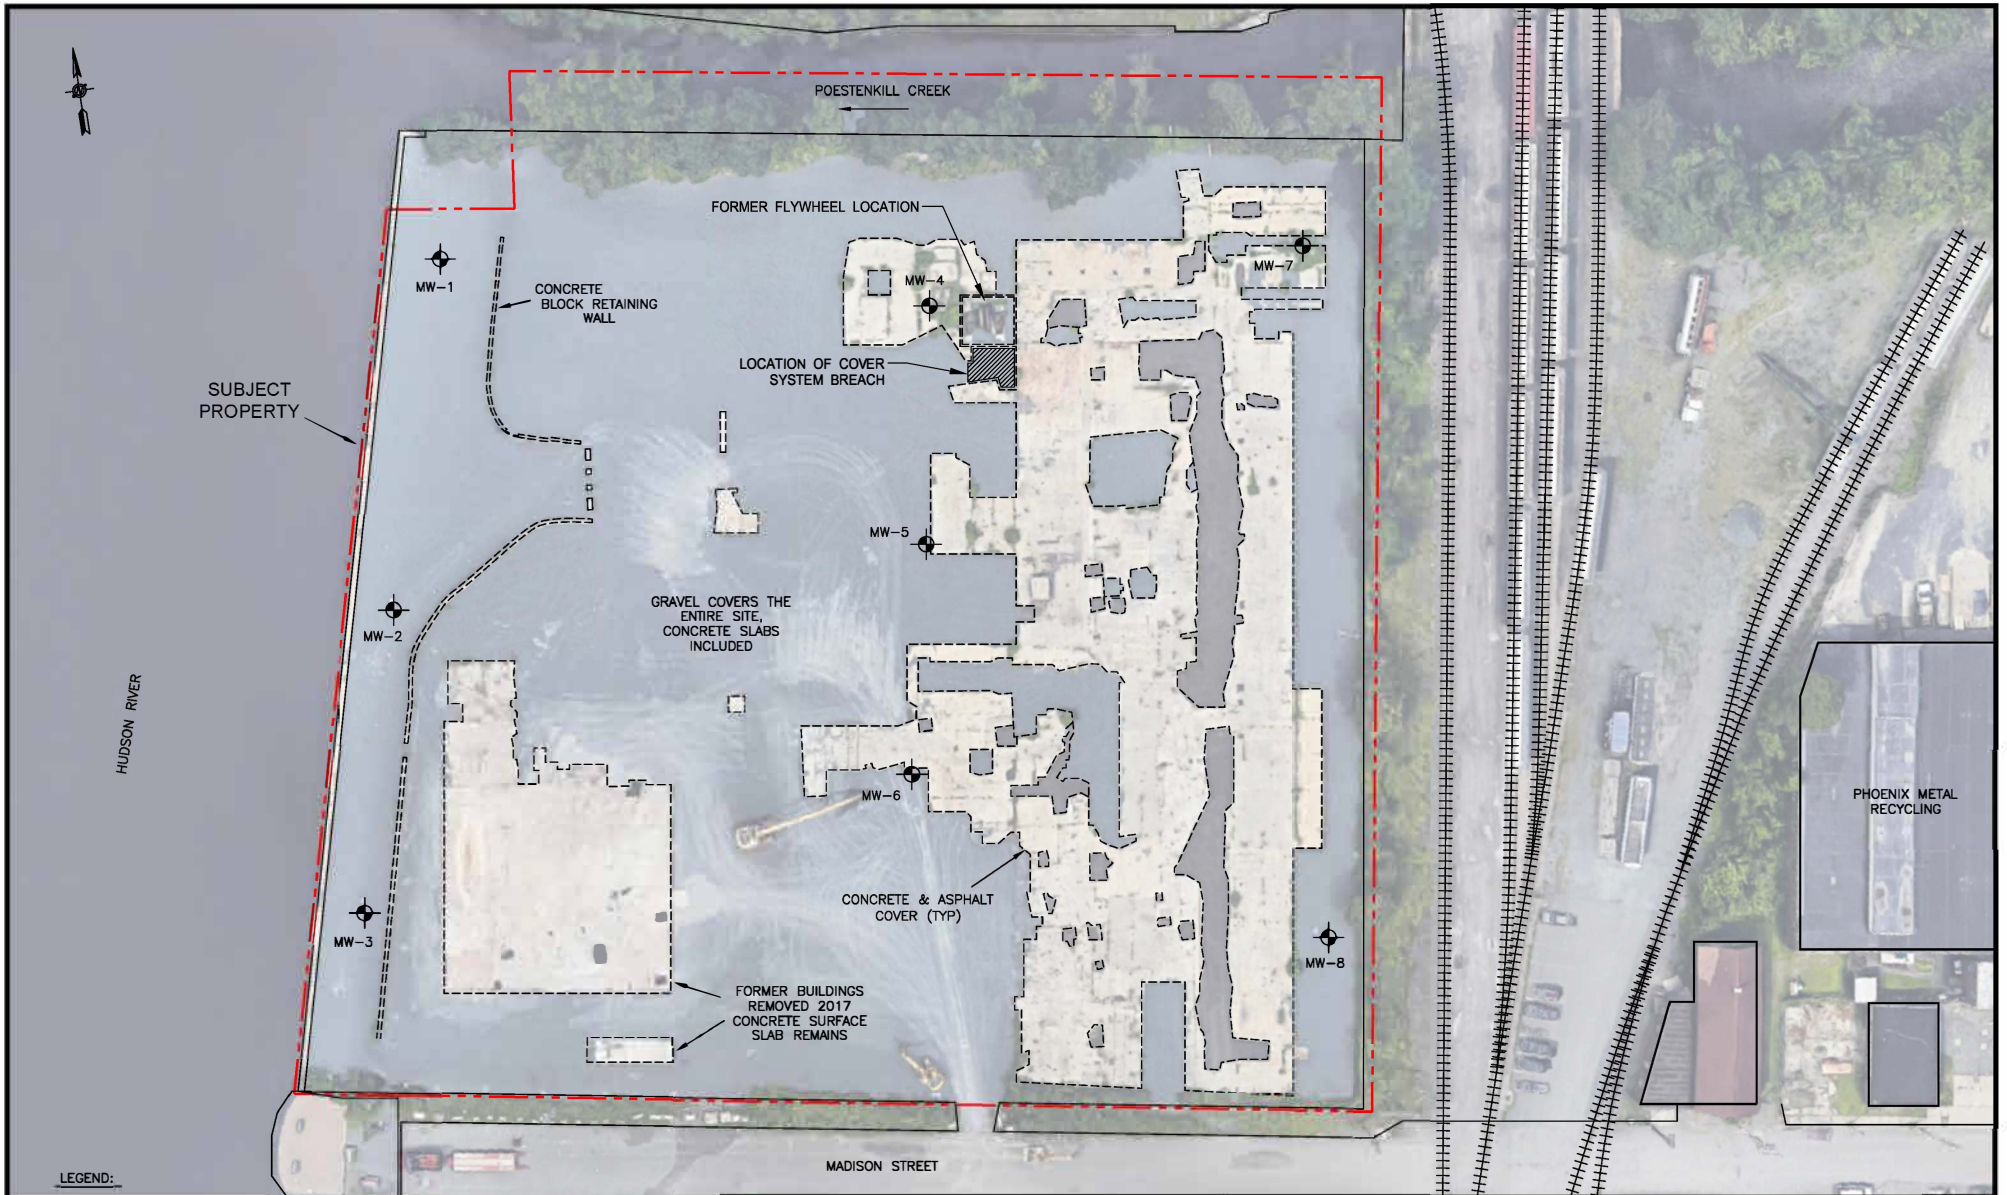 POESTENKILL CREEK
FORMER FLYWHEEL LOCATION
MW-1
CONCRETE
BLOCK RETAINING
WALL
MW-4
MW-7
LOCATION OF COVER
SYSTEM BREACH
SUBJECT
PROPERTY
MW-5
GRAVEL COVERS THE
ENTIRE SITE,
CONCRETE SLABS
INCLUDED
MW-2
HUDSON RIVER
MW-6
PHOENIX METAL
RECYCLING
CONCRETE & ASPHALT
COVER (TYP)
MW-3
MW-8
FORMER BUILDINGS
REMOVED 2017
CONCRETE SURFACE
SLAB REMAINS
MADISON STREET
LEGEND: